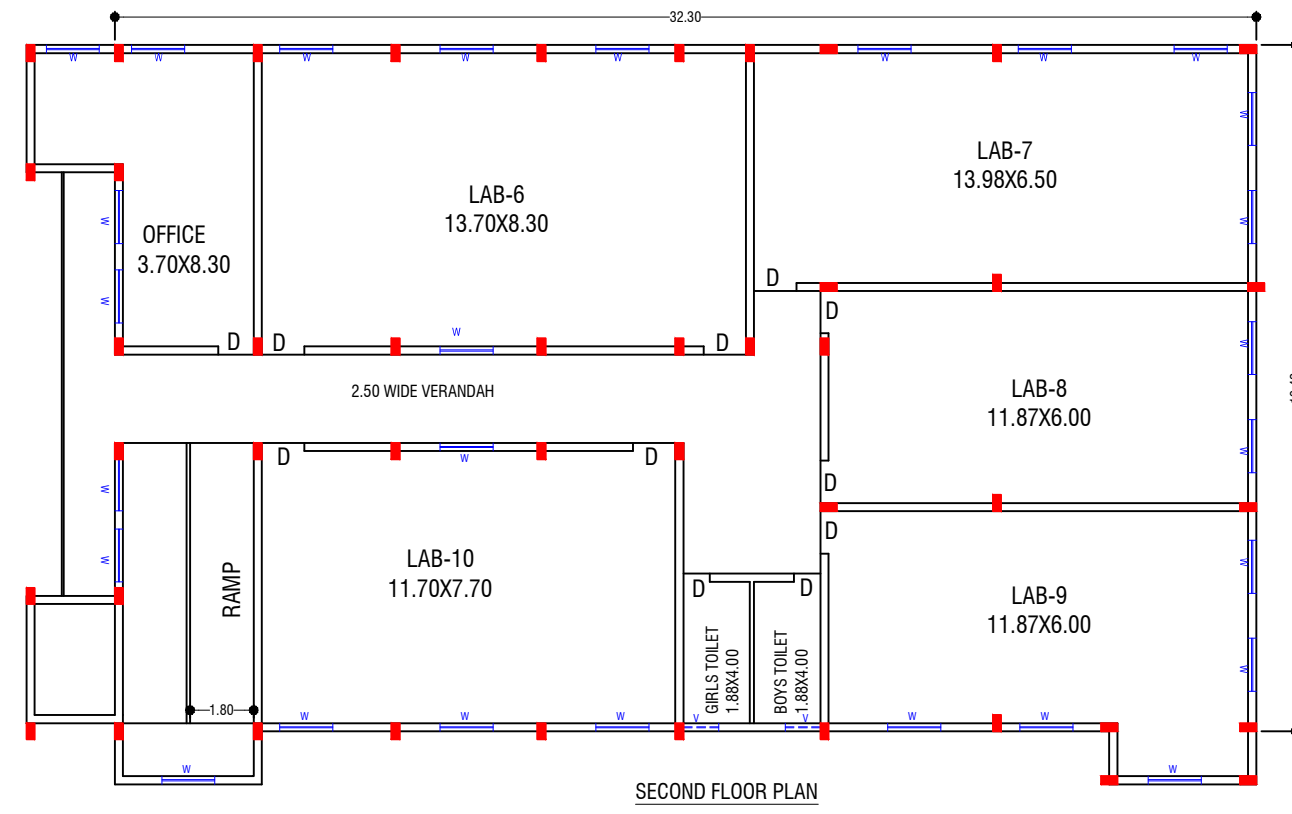 32.30
W W W W W W W W
LAB-7
13.98X6.50
W
LAB-6
13.70X8.30
W
W
OFFICE
3.70X8.30
D
W
W
D
D D D
W
2.50 WIDE VERANDAH
W
LAB-8
11.87X6.00
W
D D
W
W
D
D
LAB-10
11.70X7.70
W
W
RAMP
D D
LAB-9
11.87X6.00
GIRLS TOILET
1.88X4.00
BOYS TOILET
1.88X4.00
W
1.80
W W W V V W W
W W
SECOND FLOOR PLAN